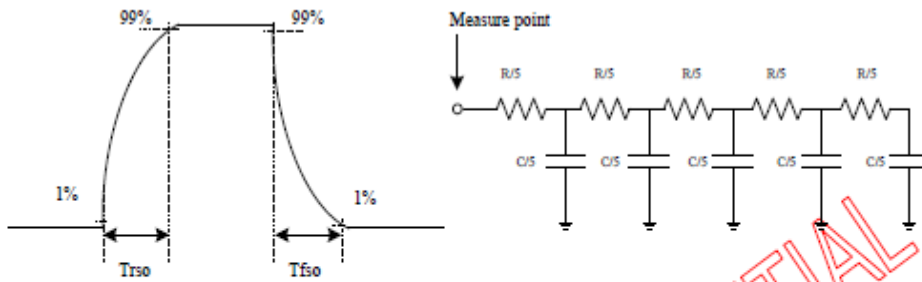 99%
99%
1%
1%
Trso
Tfso
Measure point
R/5 R/5 R/5 R/5 R/5
C/5 C/5 C/5 C/5 C/5